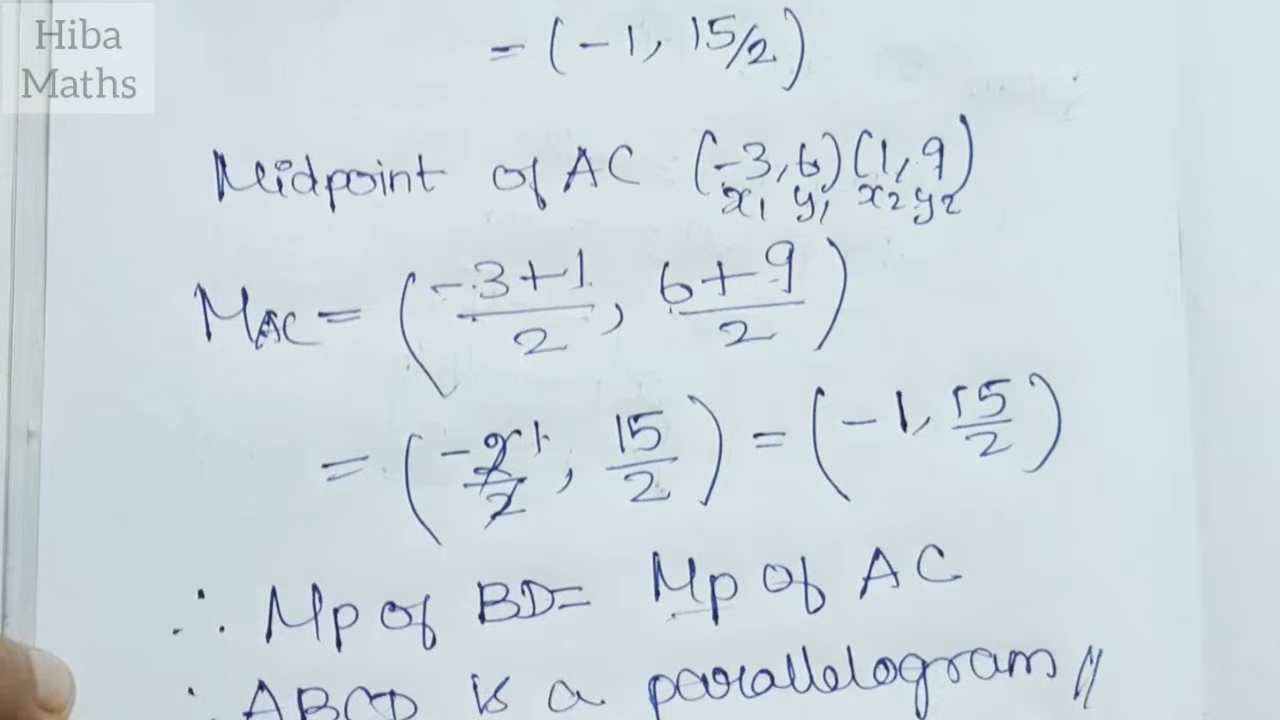 Hiba
Maths
= (-1, 15/2)
Midpoint of AC (-3, 6) (1, 9)
x₁ y₁ x₂ y₂
M_AC = (-3+1/2, 6+9/2)
= (-2/2 1, 15/2) = (-1, 15/2)
∴ Mp of BD = Mp of AC
∴ ABCD is a parallelogram //